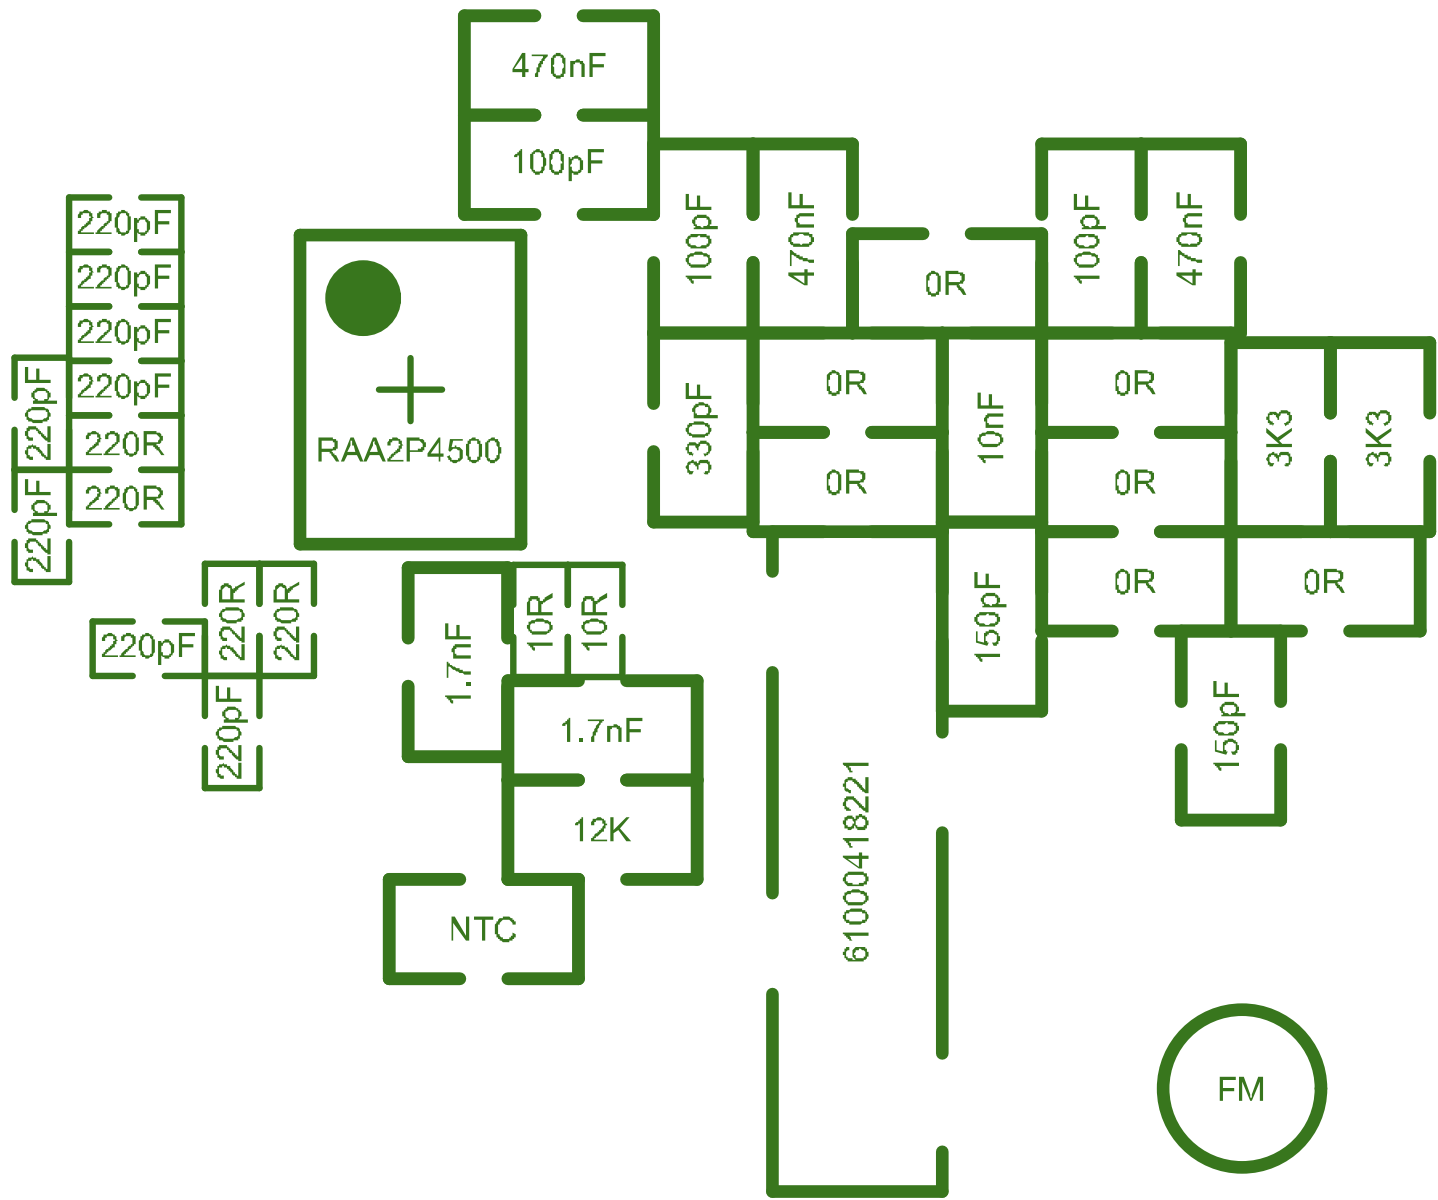 470nF
100pF
220pF
220pF
220pF
220pF
220R
220R
220pF
220pF
RAA2P4500
100pF
470nF
0R
100pF
470nF
330pF
0R
0R
10nF
0R
0R
0R
3K3
3K3
0R
150pF
150pF
220R
220R
220pF
220pF
1.7nF
10R
10R
1.7nF
12K
NTC
61000418221
FM